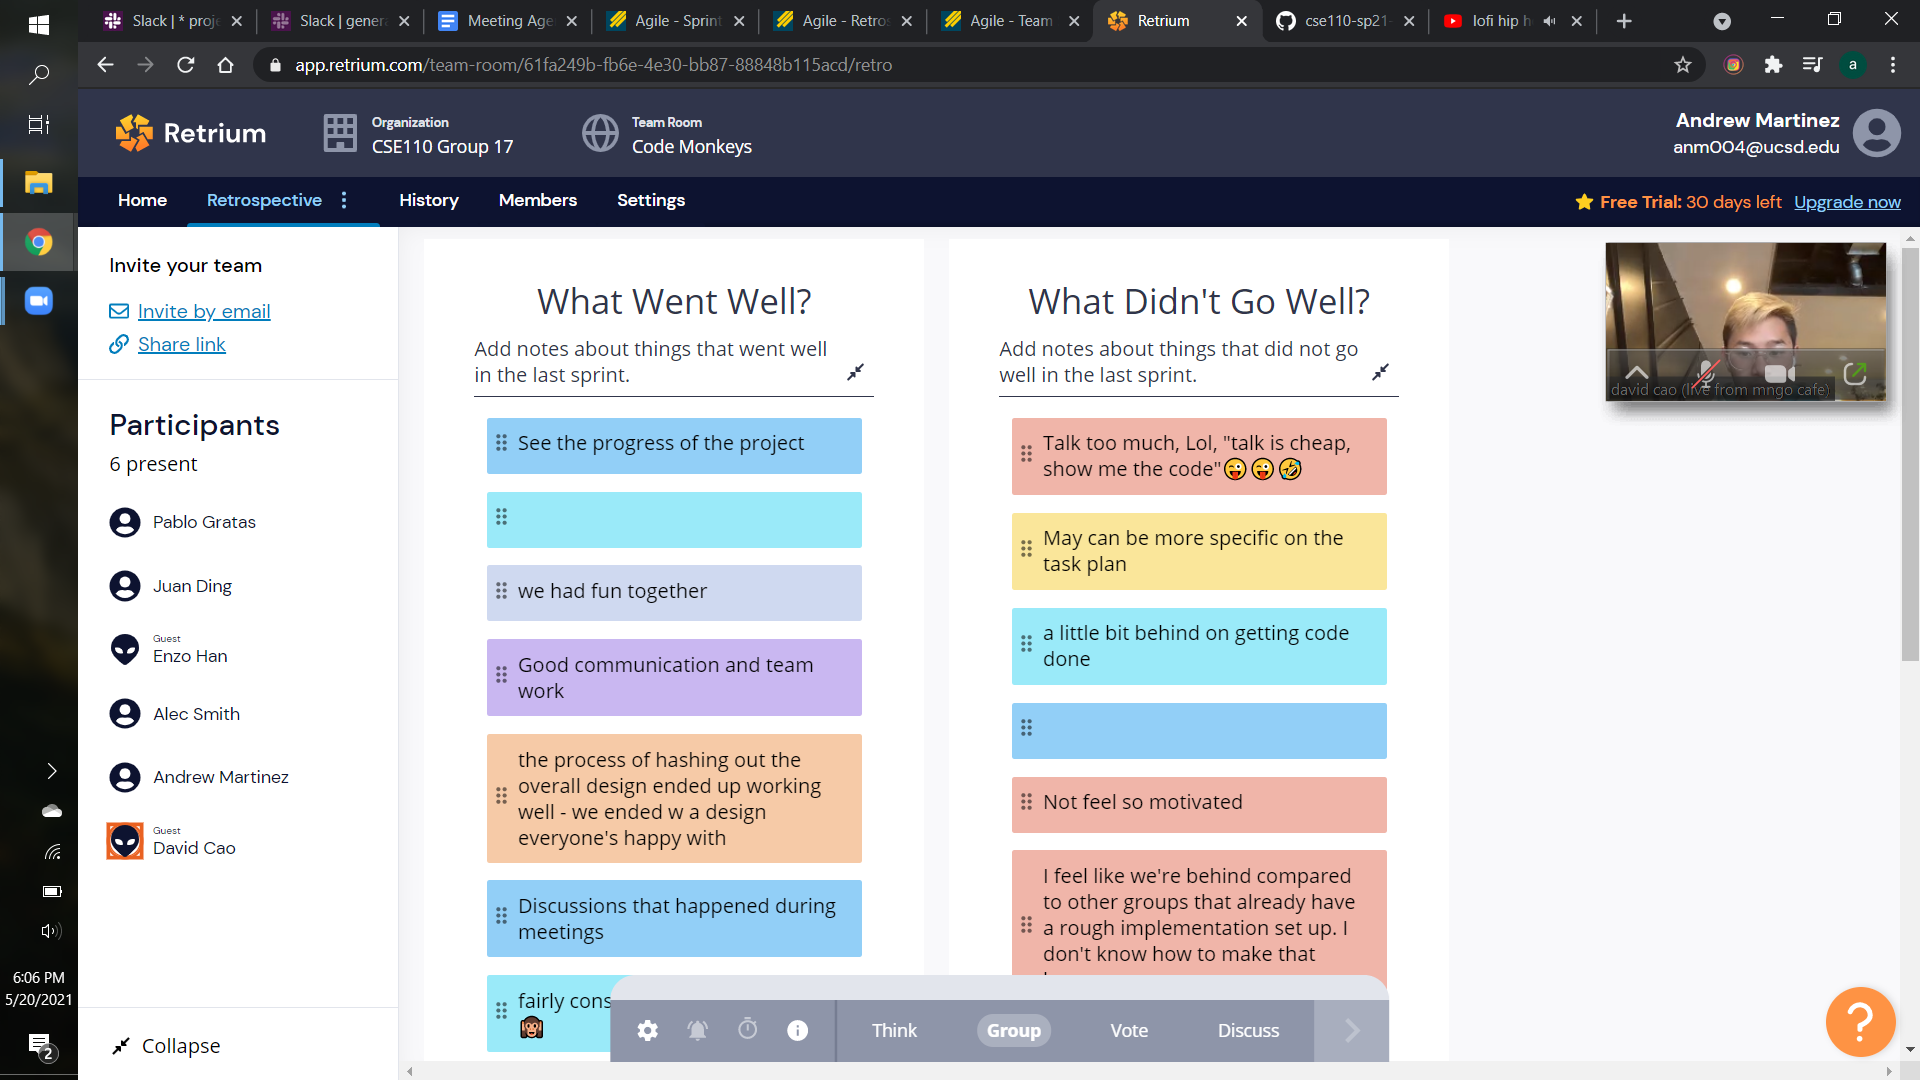 Slack | * proj
Slack | gener
Meeting Age
Agile - Sprint
Agile - Retros
Agile - Team
Retrium
cse110-sp21-
lofi hip h
app.retrium.com/team-room/61fa249b-fb6e-4e30-bb87-88848b115acd/retro
a
Retrium
Organization
CSE110 Group 17
Team Room
Code Monkeys
Andrew Martinez
anm004@ucsd.edu
Home
Retrospective
History
Members
Settings
Free Trial: 30 days left
Upgrade now
Invite your team
Invite by email
Share link
Participants
6 present
Pablo Gratas
Juan Ding
Guest
Enzo Han
Alec Smith
Andrew Martinez
Guest
David Cao
Collapse
What Went Well?
Add notes about things that went well
in the last sprint.
See the progress of the project
we had fun together
Good communication and team
work
the process of hashing out the
overall design ended up working
well - we ended w a design
everyone's happy with
Discussions that happened during
meetings
fairly cons
🙉
What Didn't Go Well?
Add notes about things that did not go
well in the last sprint.
Talk too much, Lol, "talk is cheap,
show me the code"😜😜🤣
May can be more specific on the
task plan
a little bit behind on getting code
done
Not feel so motivated
I feel like we're behind compared
to other groups that already have
a rough implementation set up. I
don't know how to make that
david cao (live from mngo cafe)
Think
Group
Vote
Discuss
?
6:06 PM
5/20/2021
2